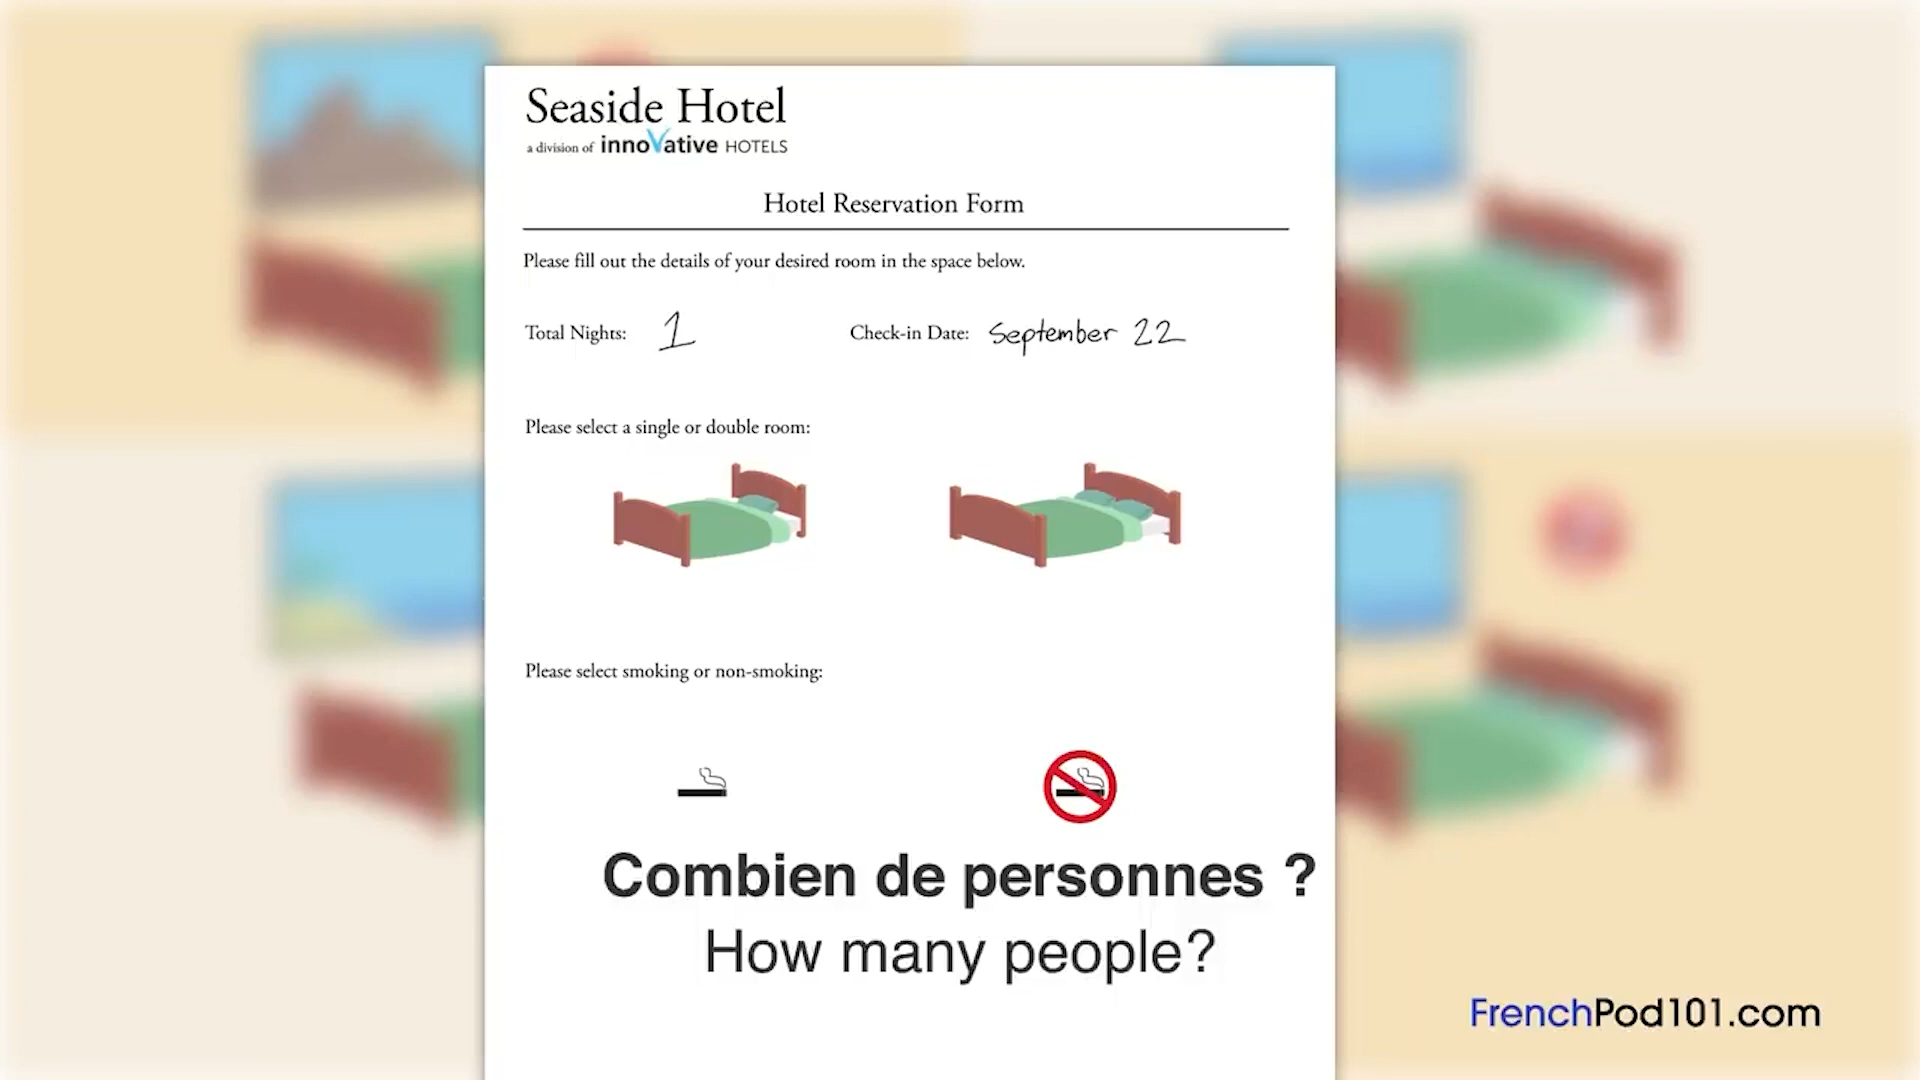 Seaside Hotel
a division of innovative HOTELS
Hotel Reservation Form
Please fill out the details of your desired room in the space below.
Total Nights: 1 Check-in Date: September 22
Please select a single or double room:
Please select smoking or non-smoking:
Combien de personnes ?
How many people?
FrenchPod101.com